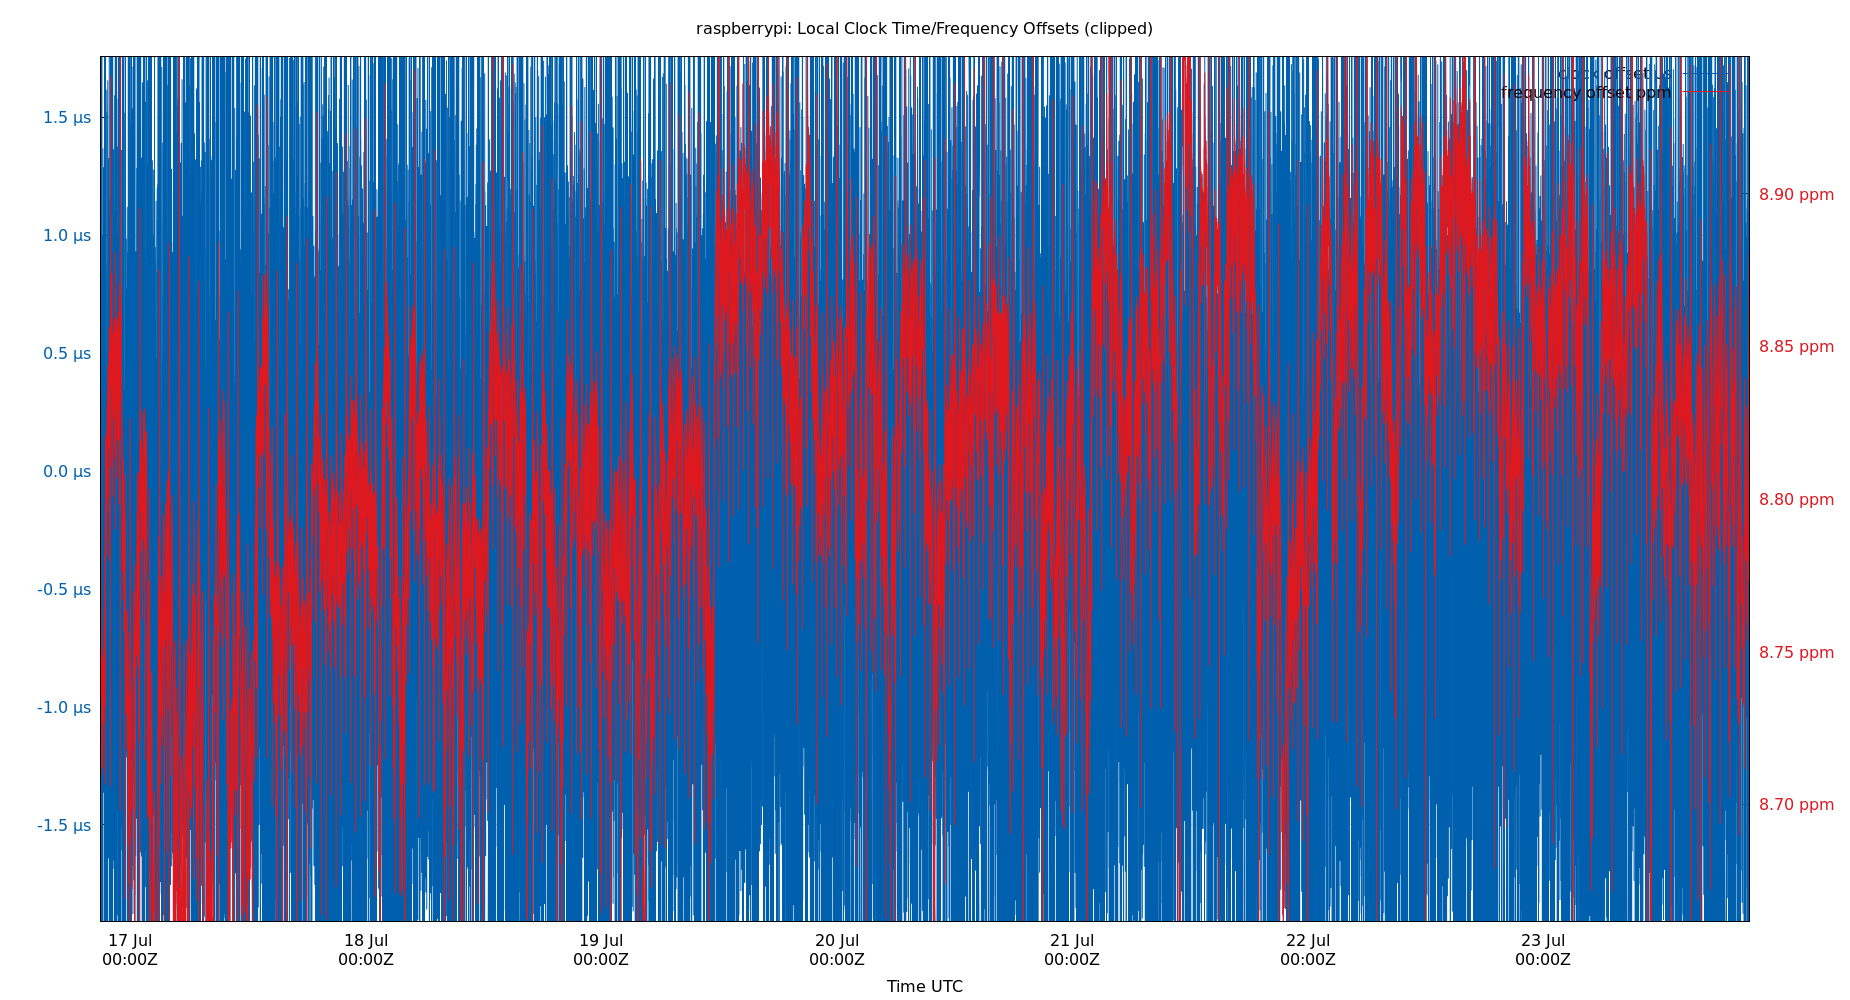 raspberrypi: Local Clock Time/Frequency Offsets (clipped)
clock offset µs
frequency offset ppm
1.5 µs
1.0 µs
0.5 µs
0.0 µs
-0.5 µs
-1.0 µs
-1.5 µs
8.90 ppm
8.85 ppm
8.80 ppm
8.75 ppm
8.70 ppm
17 Jul 18 Jul 19 Jul 20 Jul 21 Jul 22 Jul 23 Jul
00:00Z 00:00Z 00:00Z 00:00Z 00:00Z 00:00Z 00:00Z
Time UTC